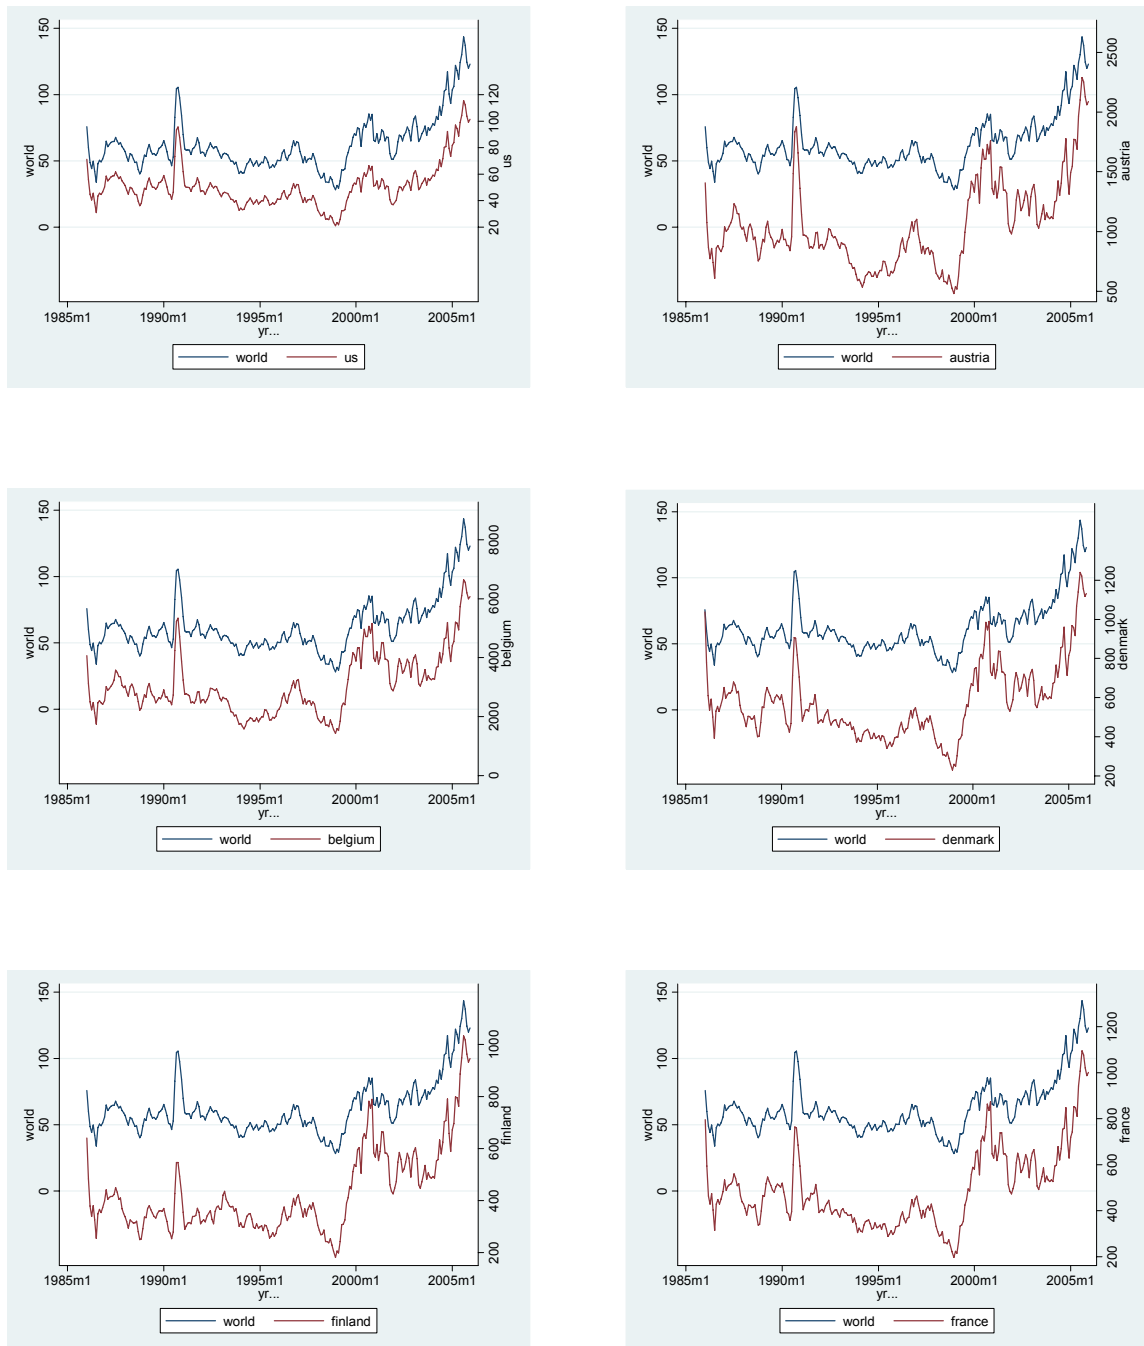 150
100
50
0
world
120
100
80
60
40
20
us
1985m1 1990m1 1995m1 2000m1 2005m1
yr...
world us
150
100
50
0
world
2500
2000
1500
1000
500
austria
1985m1 1990m1 1995m1 2000m1 2005m1
yr...
world austria
150
100
50
0
world
8000
6000
4000
2000
0
belgium
1985m1 1990m1 1995m1 2000m1 2005m1
yr...
world belgium
150
100
50
0
world
1200
1000
800
600
400
200
denmark
1985m1 1990m1 1995m1 2000m1 2005m1
yr...
world denmark
150
100
50
0
world
1000
800
600
400
200
finland
1985m1 1990m1 1995m1 2000m1 2005m1
yr...
world finland
150
100
50
0
world
1200
1000
800
600
400
200
france
1985m1 1990m1 1995m1 2000m1 2005m1
yr...
world france